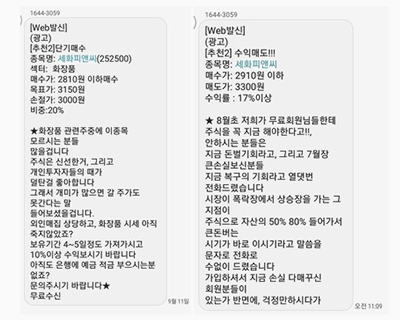 1644-3059
[Web발신]
(광고)
[추천2]단기매수
종목명: 세화피앤씨(252500)
섹터: 화장품
매수가: 2810원 이하매수
목표가: 3150원
손절가: 3000원
비중:20%
★화장품 관련주중에 이종목
모르시는 분들
많을겁니다
주식은 신선한거, 그리고
개인투자자들의 때가
덜탄걸 좋아합니다
그래서 개미가 많으면 갈 주가도
못간다는 말
들어보셨을겁니다.
외인매집 상당하고, 화장품 시세 아직
죽지않았죠?
보유기간 4~5일정도 가져가시고
10%이상 수익보시기 바랍니다
아직도 은행에 예금 적금 부으시는분
없죠?
문의주시기 바랍니다★
무료수신
9월 11일
1644-3059
[Web발신]
(광고)
[추천2] 수익매도!!!
종목명: 세화피앤씨
매수가: 2910원 이하
매도가: 3300원
수익률 : 17%이상
★ 8월초 저희가 무료회원님들한테
주식을 꼭 지금 해야한다고!!,
안하시는 분들은
지금 돈벌기회라고, 그리고 7월장
큰손실보신분들
지금 복구의 기회라고 열댓번
전화드렸습니다
시장이 폭락장에서 상승장을 가는 그
지점이
주식으로 자산의 50% 80% 들어가서
큰돈버는
시기가 바로 이시기라고 말씀을
문자로 전화로
수없이 드렸습니다
가입하셔서 지금 손실 다매꾸신
회원분들이
있는가 반면에, 걱정만하시다가
오전 11:09